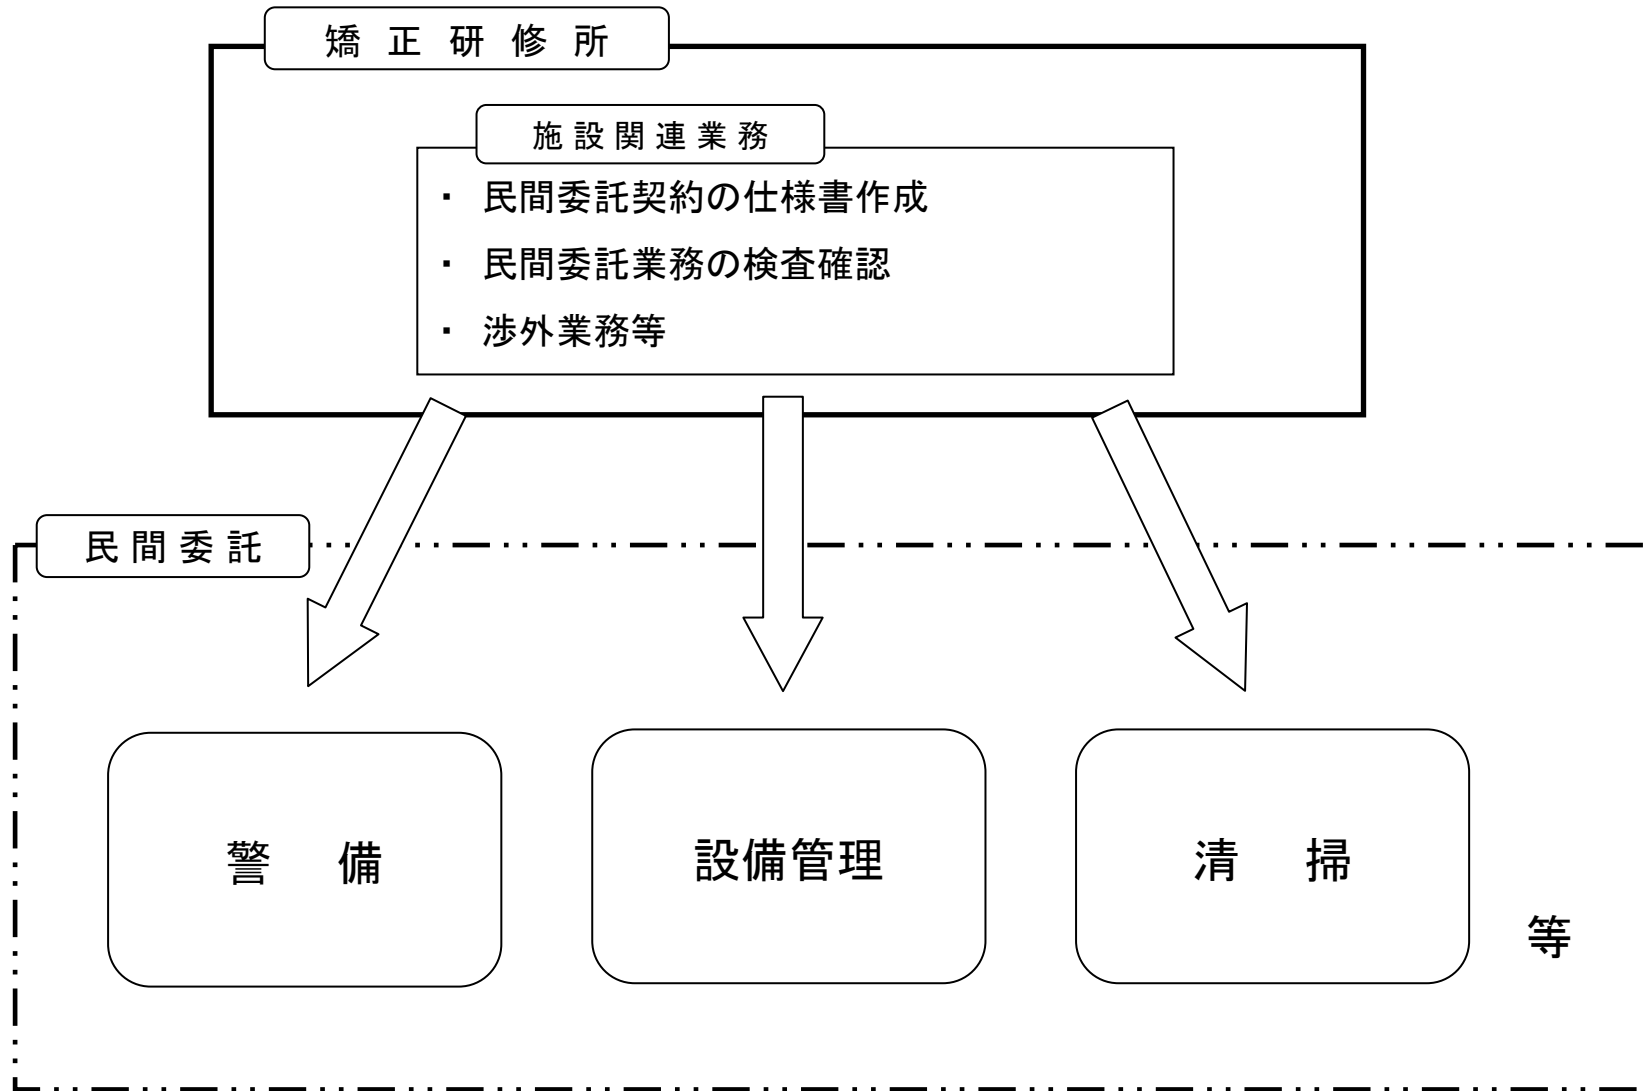 矯正研修所
施設関連業務
・ 民間委託契約の仕様書作成
・ 民間委託業務の検査確認
・ 渉外業務等
民間委託
警　備
設備管理
清　掃
等